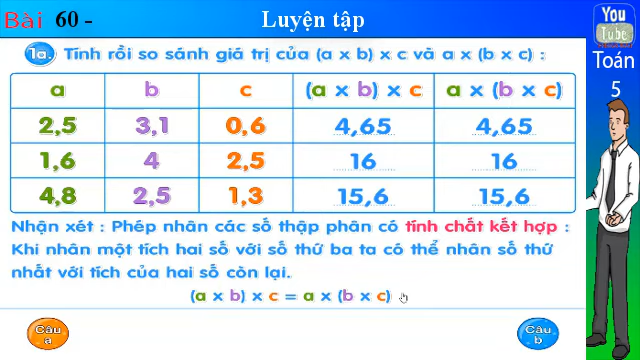 Bài 60 - Luyện tập
You
Tube
Toán
5
1a. Tính rồi so sánh giá trị của (a x b) x c và a x (b x c) :
a b c (a x b) x c a x (b x c)
2,5 3,1 0,6 4,65 4,65
1,6 4 2,5 16 16
4,8 2,5 1,3 15,6 15,6
Nhận xét : Phép nhân các số thập phân có tính chất kết hợp :
Khi nhân một tích hai số với số thứ ba ta có thể nhân số thứ
nhất với tích của hai số còn lại.
(a x b) x c = a x (b x c)
Câu
a
Câu
b